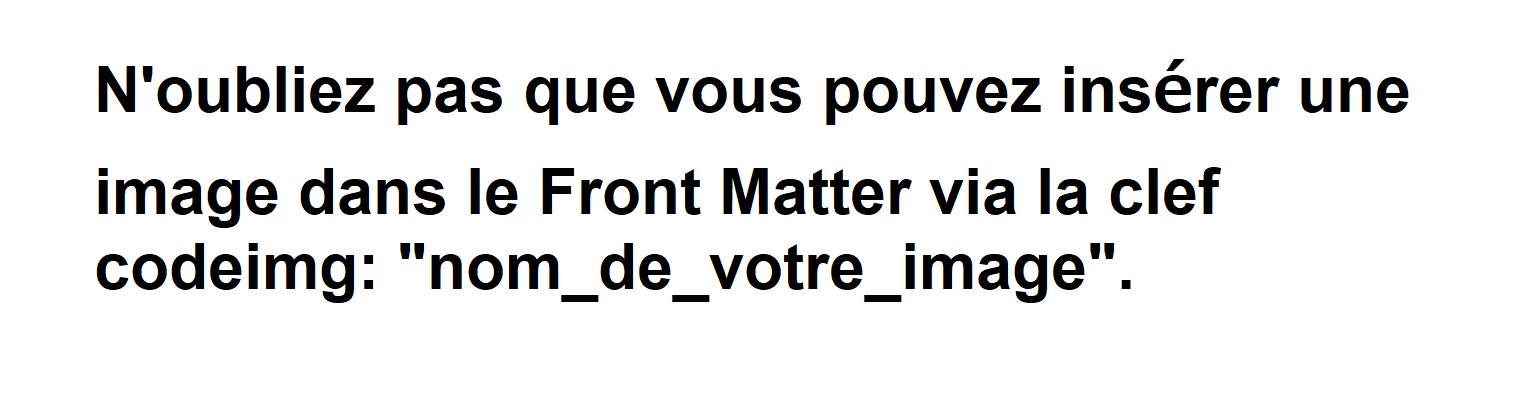 N'oubliez pas que vous pouvez insérer une
image dans le Front Matter via la clef
codeimg: "nom_de_votre_image".